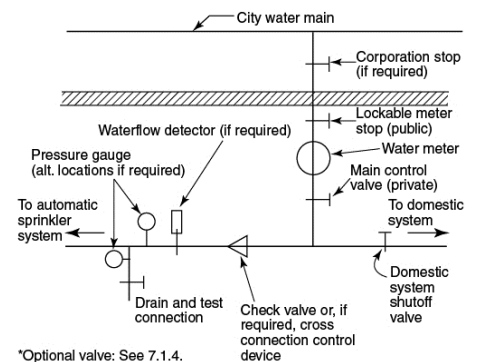 City water main
Corporation stop
(if required)
Lockable meter
stop (public)
Waterflow detector (if required)
Water meter
Pressure gauge
(alt. locations if required)
Main control
valve (private)
To automatic
sprinkler
system
To domestic
system
Domestic
system
shutoff
valve
Drain and test
connection
Check valve or, if
required, cross
connection control
device
*Optional valve: See 7.1.4.